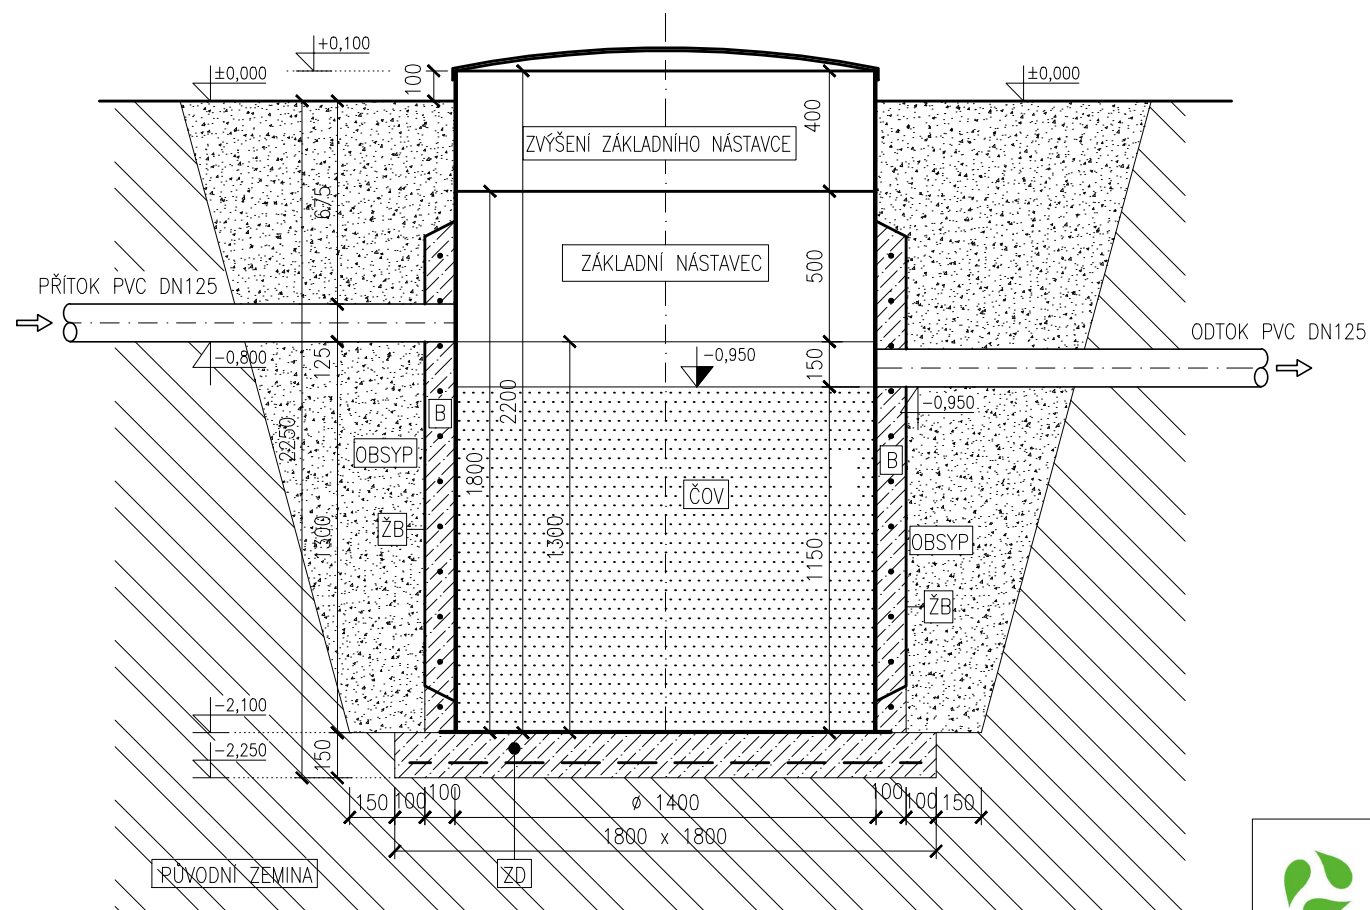 +0,100
±0,000
±0,000
100
400
ZVÝŠENÍ ZÁKLADNÍHO NÁSTAVCE
675
ZÁKLADNÍ NÁSTAVEC
500
PŘÍTOK PVC DN125
ODTOK PVC DN125
-0,800
125
-0,950
150
2200
-0,950
B
2250
OBSYP
B
1800
ČOV
ŽB
1300
1300
1150
OBSYP
ŽB
-2,100
-2,250
150
150
100
100
ø 1400
100
100
150
1800 x 1800
PŮVODNÍ ZEMINA
ZD